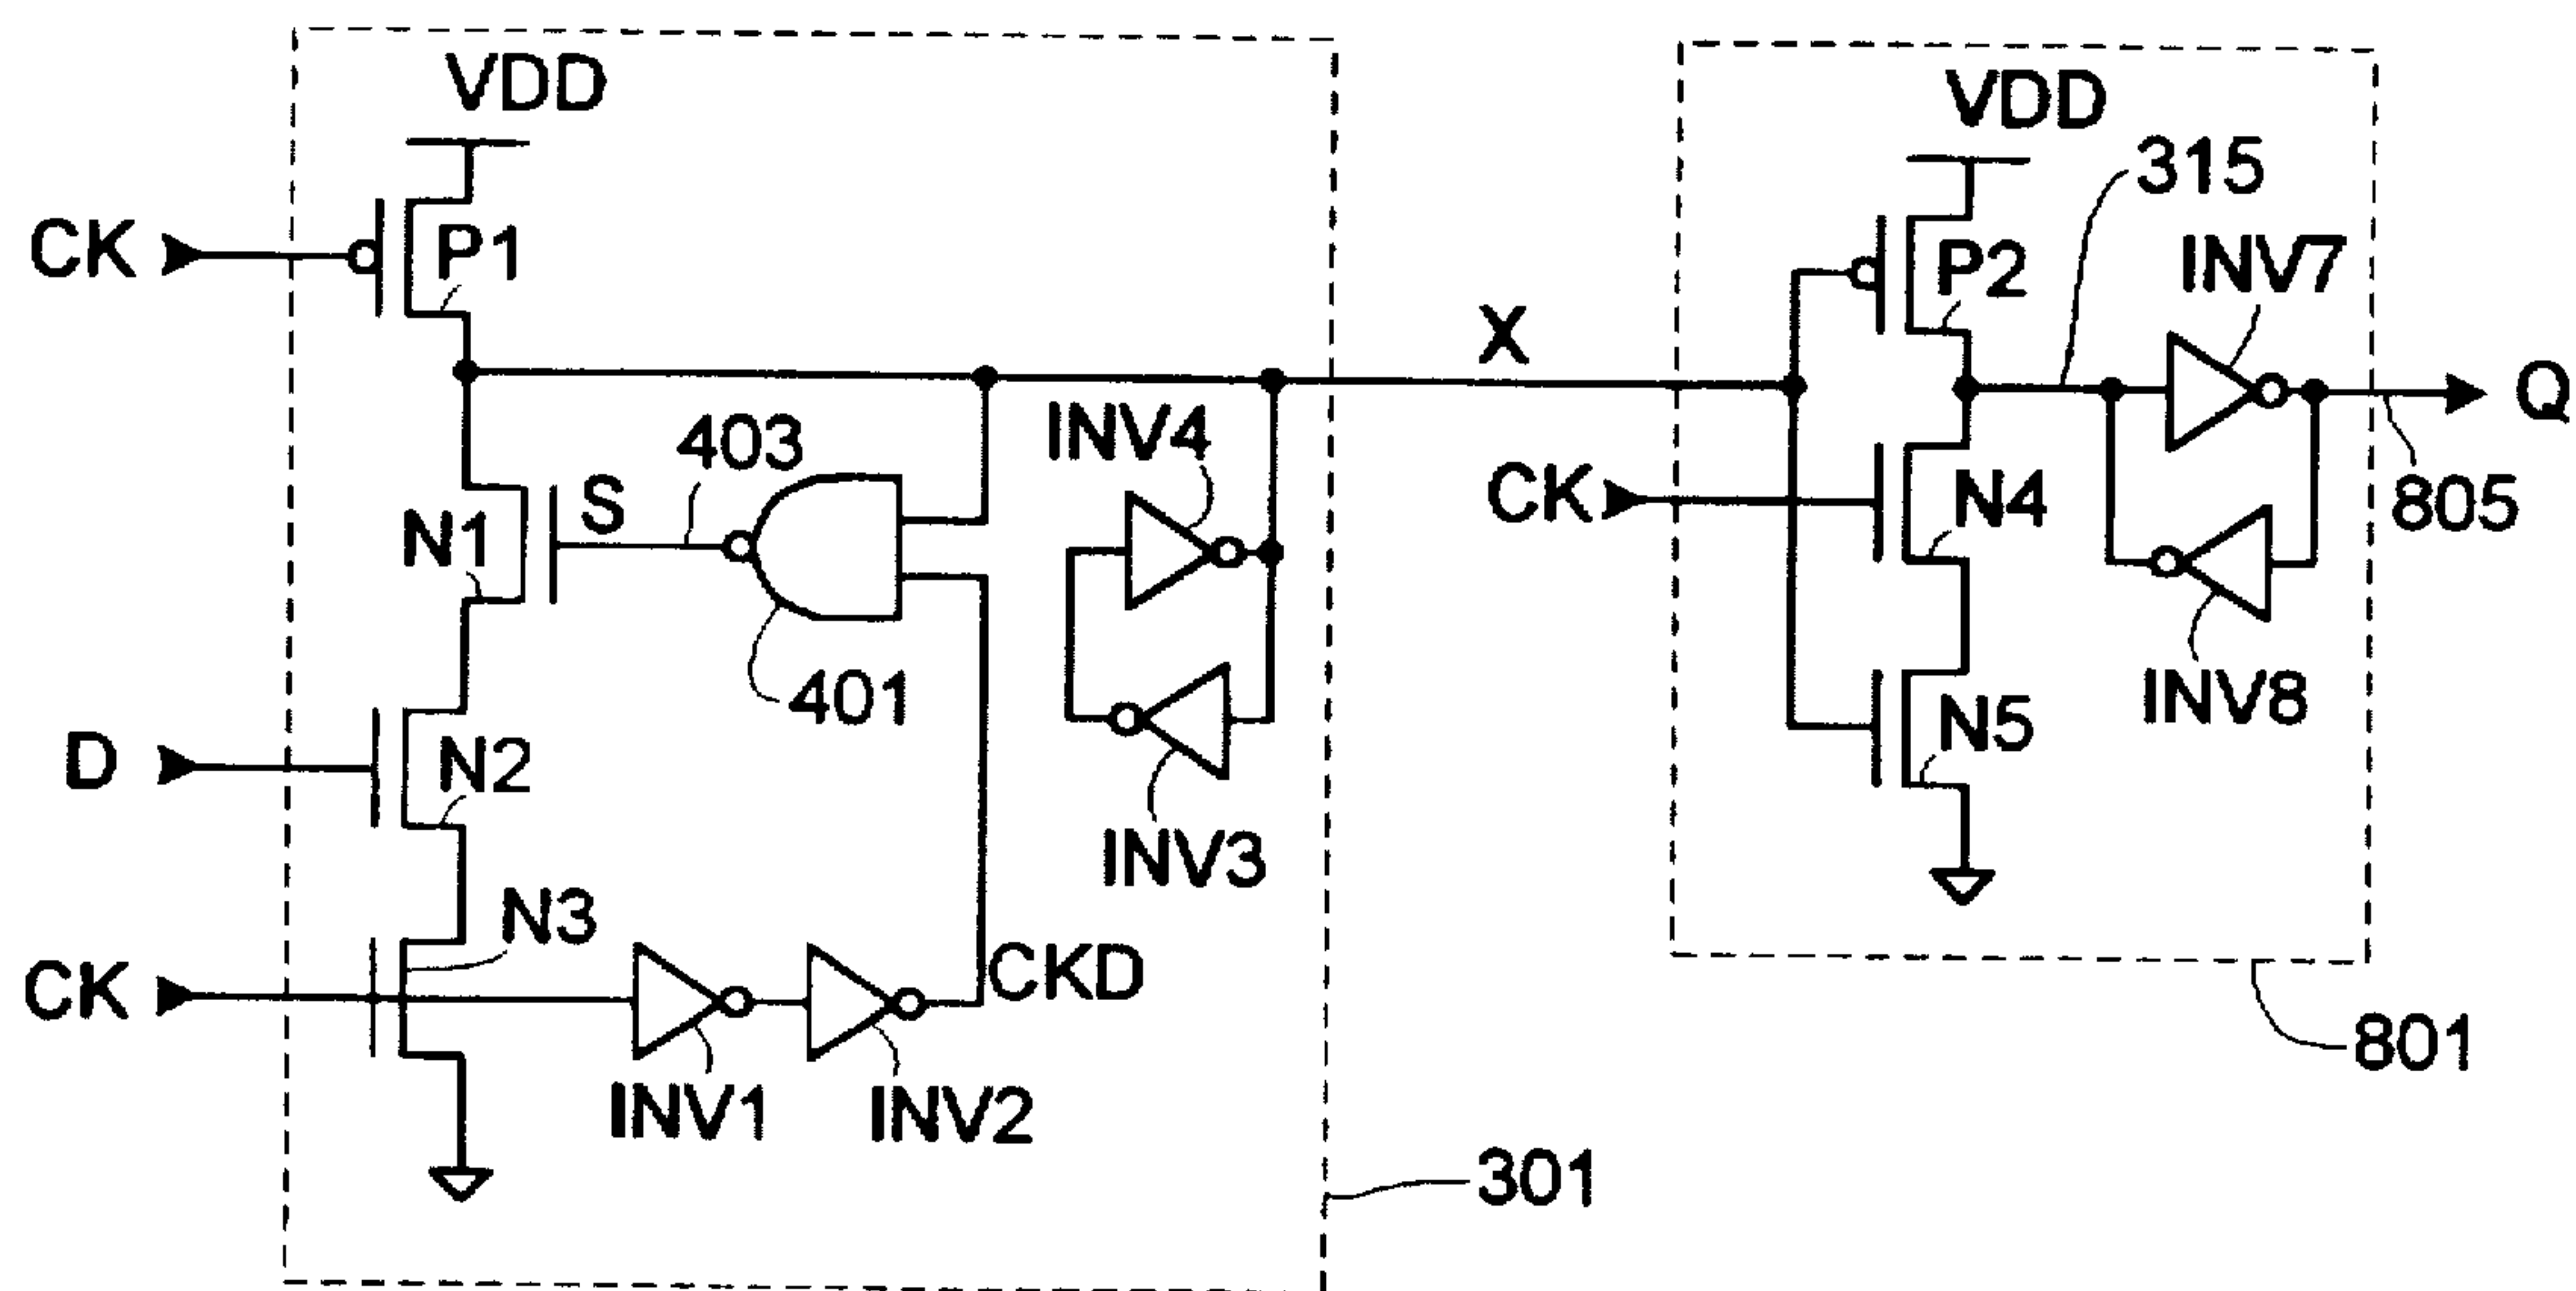 VDD
VDD
315
CK
P1
P2
INV7
X
Q
403
INV4
S
CK
N4
805
N1
401
D
N2
N5
INV8
INV3
N3
CK
CKD
801
INV1
INV2
301